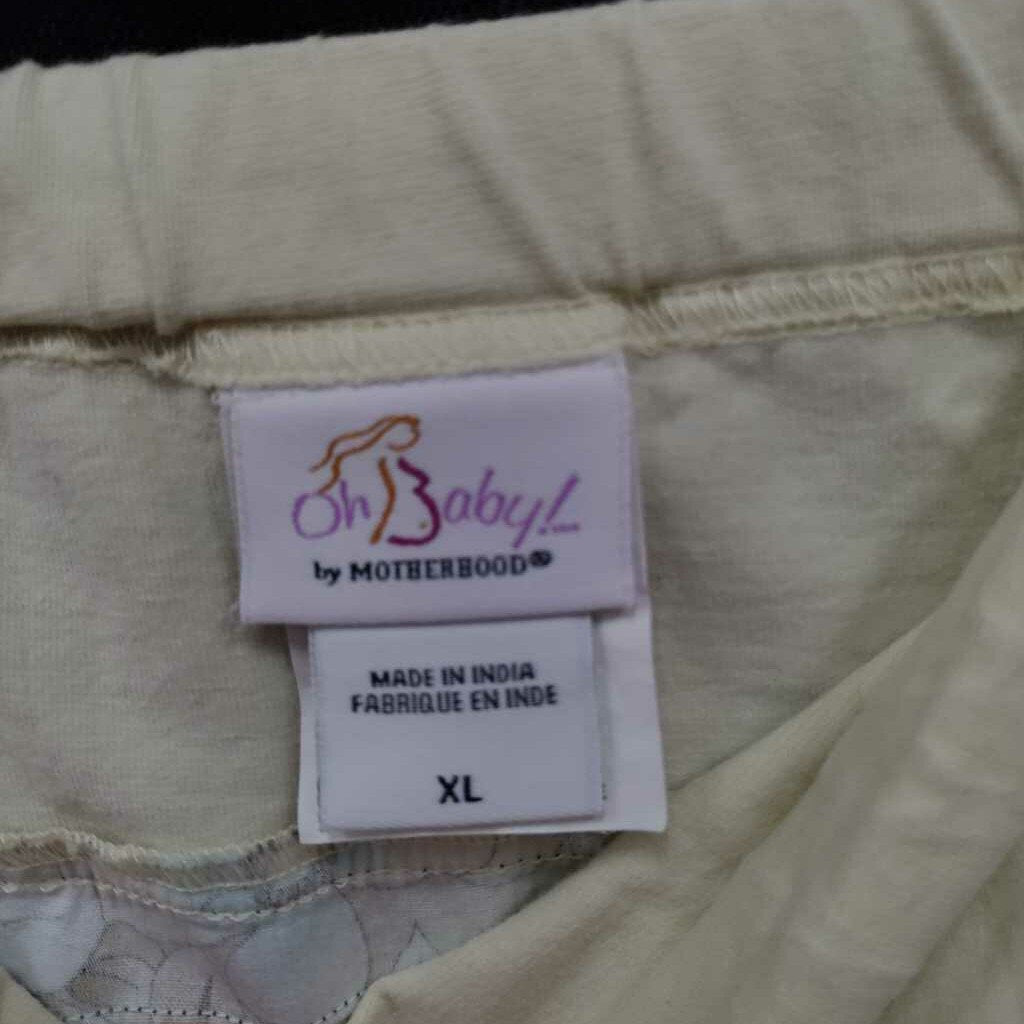 Oh Baby!
by MOTHERHOOD®
MADE IN INDIA
FABRIQUE EN INDE
XL